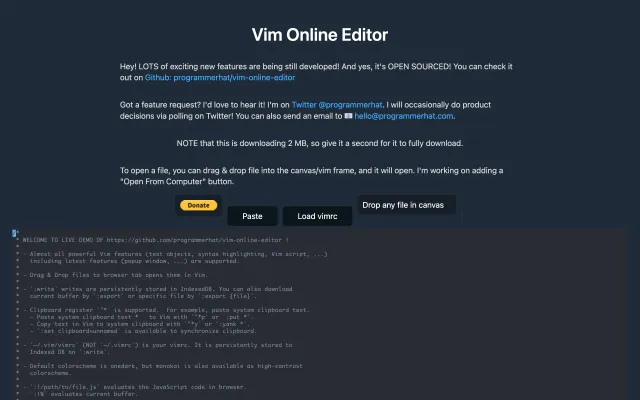 Vim Online Editor
Hey! LOTS of exciting new features are being still developed! And yes, it's OPEN SOURCED! You can check it
out on Github: programmerhat/vim-online-editor
Got a feature request? I'd love to hear it! I'm on Twitter @programmerhat. I will occasionally do product
decisions via polling on Twitter! You can also send an email to 📧 hello@programmerhat.com.
NOTE that this is downloading 2 MB, so give it a second for it to fully download.
To open a file, you can drag & drop file into the canvas/vim frame, and it will open. I'm working on adding a
"Open From Computer" button.
Donate
Paste
Load vimrc
Drop any file in canvas
/*
* WELCOME TO LIVE DEMO OF https://github.com/programmerhat/vim-online-editor !
*
* - Almost all powerful Vim features (text objects, syntax highlighting, Vim script, ...)
*   including latest features (popup window, ...) are supported.
*
* - Drag & Drop files to browser tab opens them in Vim.
*
* - `:write` writes are persistently stored in IndexedDB. You can also download
*   current buffer by `:export` or specific file by `:export {file}`.
*
* - Clipboard register `"*` is supported. For example, paste system clipboard text.
*   - Paste system clipboard text *   to Vim with `"*p` or `:put *`.
*   - Copy text in Vim to system clipboard with `"*y` or `:yank *`.
*   - `:set clipboard=unnamed` is available to synchronize clipboard.
*
* - `~/.vim/vimrc` (NOT `~/.vimrc`) is your vimrc. It is persistently stored to
*   Indexed DB on `:write`.
*
* - Default colorscheme is onedark, but monokai is also available as high-contrast
*   colorscheme.
*
* - `:!/path/to/file.js` evaluates the JavaScript code in browser.
*   `:!%` evaluates current buffer.